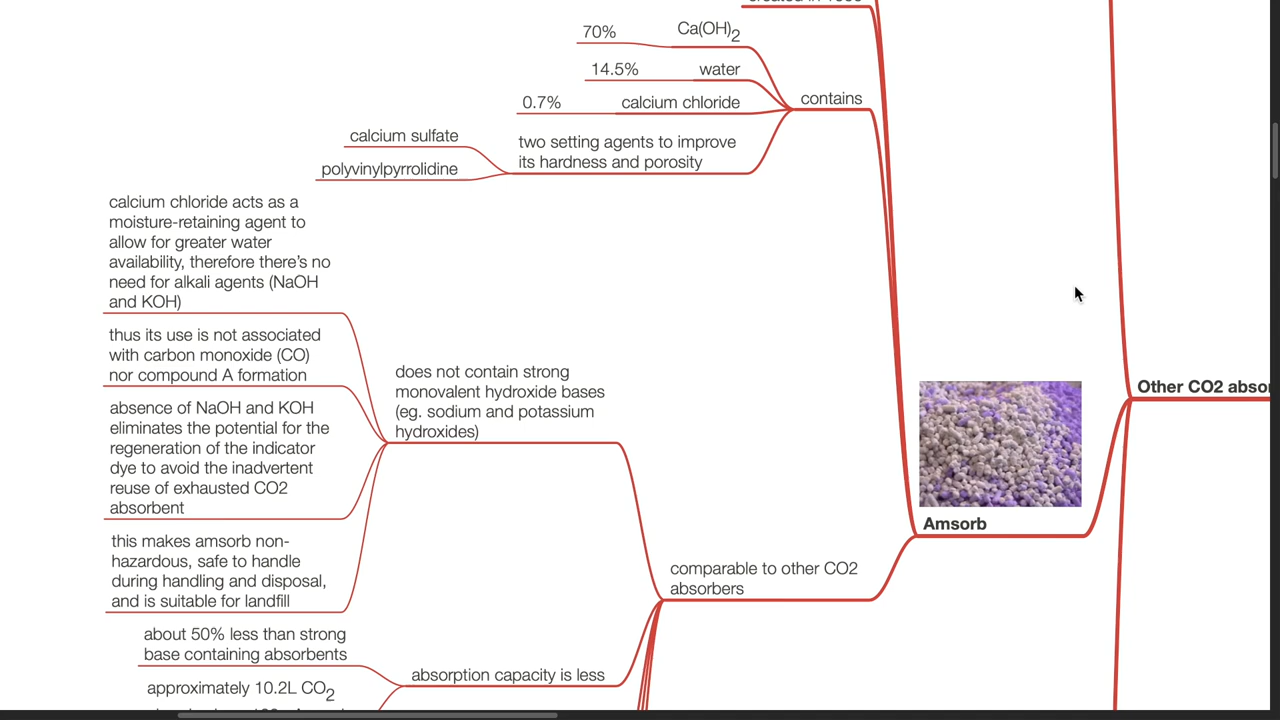 70% Ca(OH)2
14.5% water
0.7% calcium chloride
contains
calcium sulfate
polyvinylpyrrolidine
two setting agents to improve
its hardness and porosity
calcium chloride acts as a
moisture-retaining agent to
allow for greater water
availability, therefore there's no
need for alkali agents (NaOH
and KOH)
thus its use is not associated
with carbon monoxide (CO)
nor compound A formation
absence of NaOH and KOH
eliminates the potential for the
regeneration of the indicator
dye to avoid the inadvertent
reuse of exhausted CO2
absorbent
this makes amsorb non-
hazardous, safe to handle
during handling and disposal,
and is suitable for landfill
does not contain strong
monovalent hydroxide bases
(eg. sodium and potassium
hydroxides)
about 50% less than strong
base containing absorbents
approximately 10.2L CO2
absorption capacity is less
comparable to other CO2
absorbers
Amsorb
Other CO2